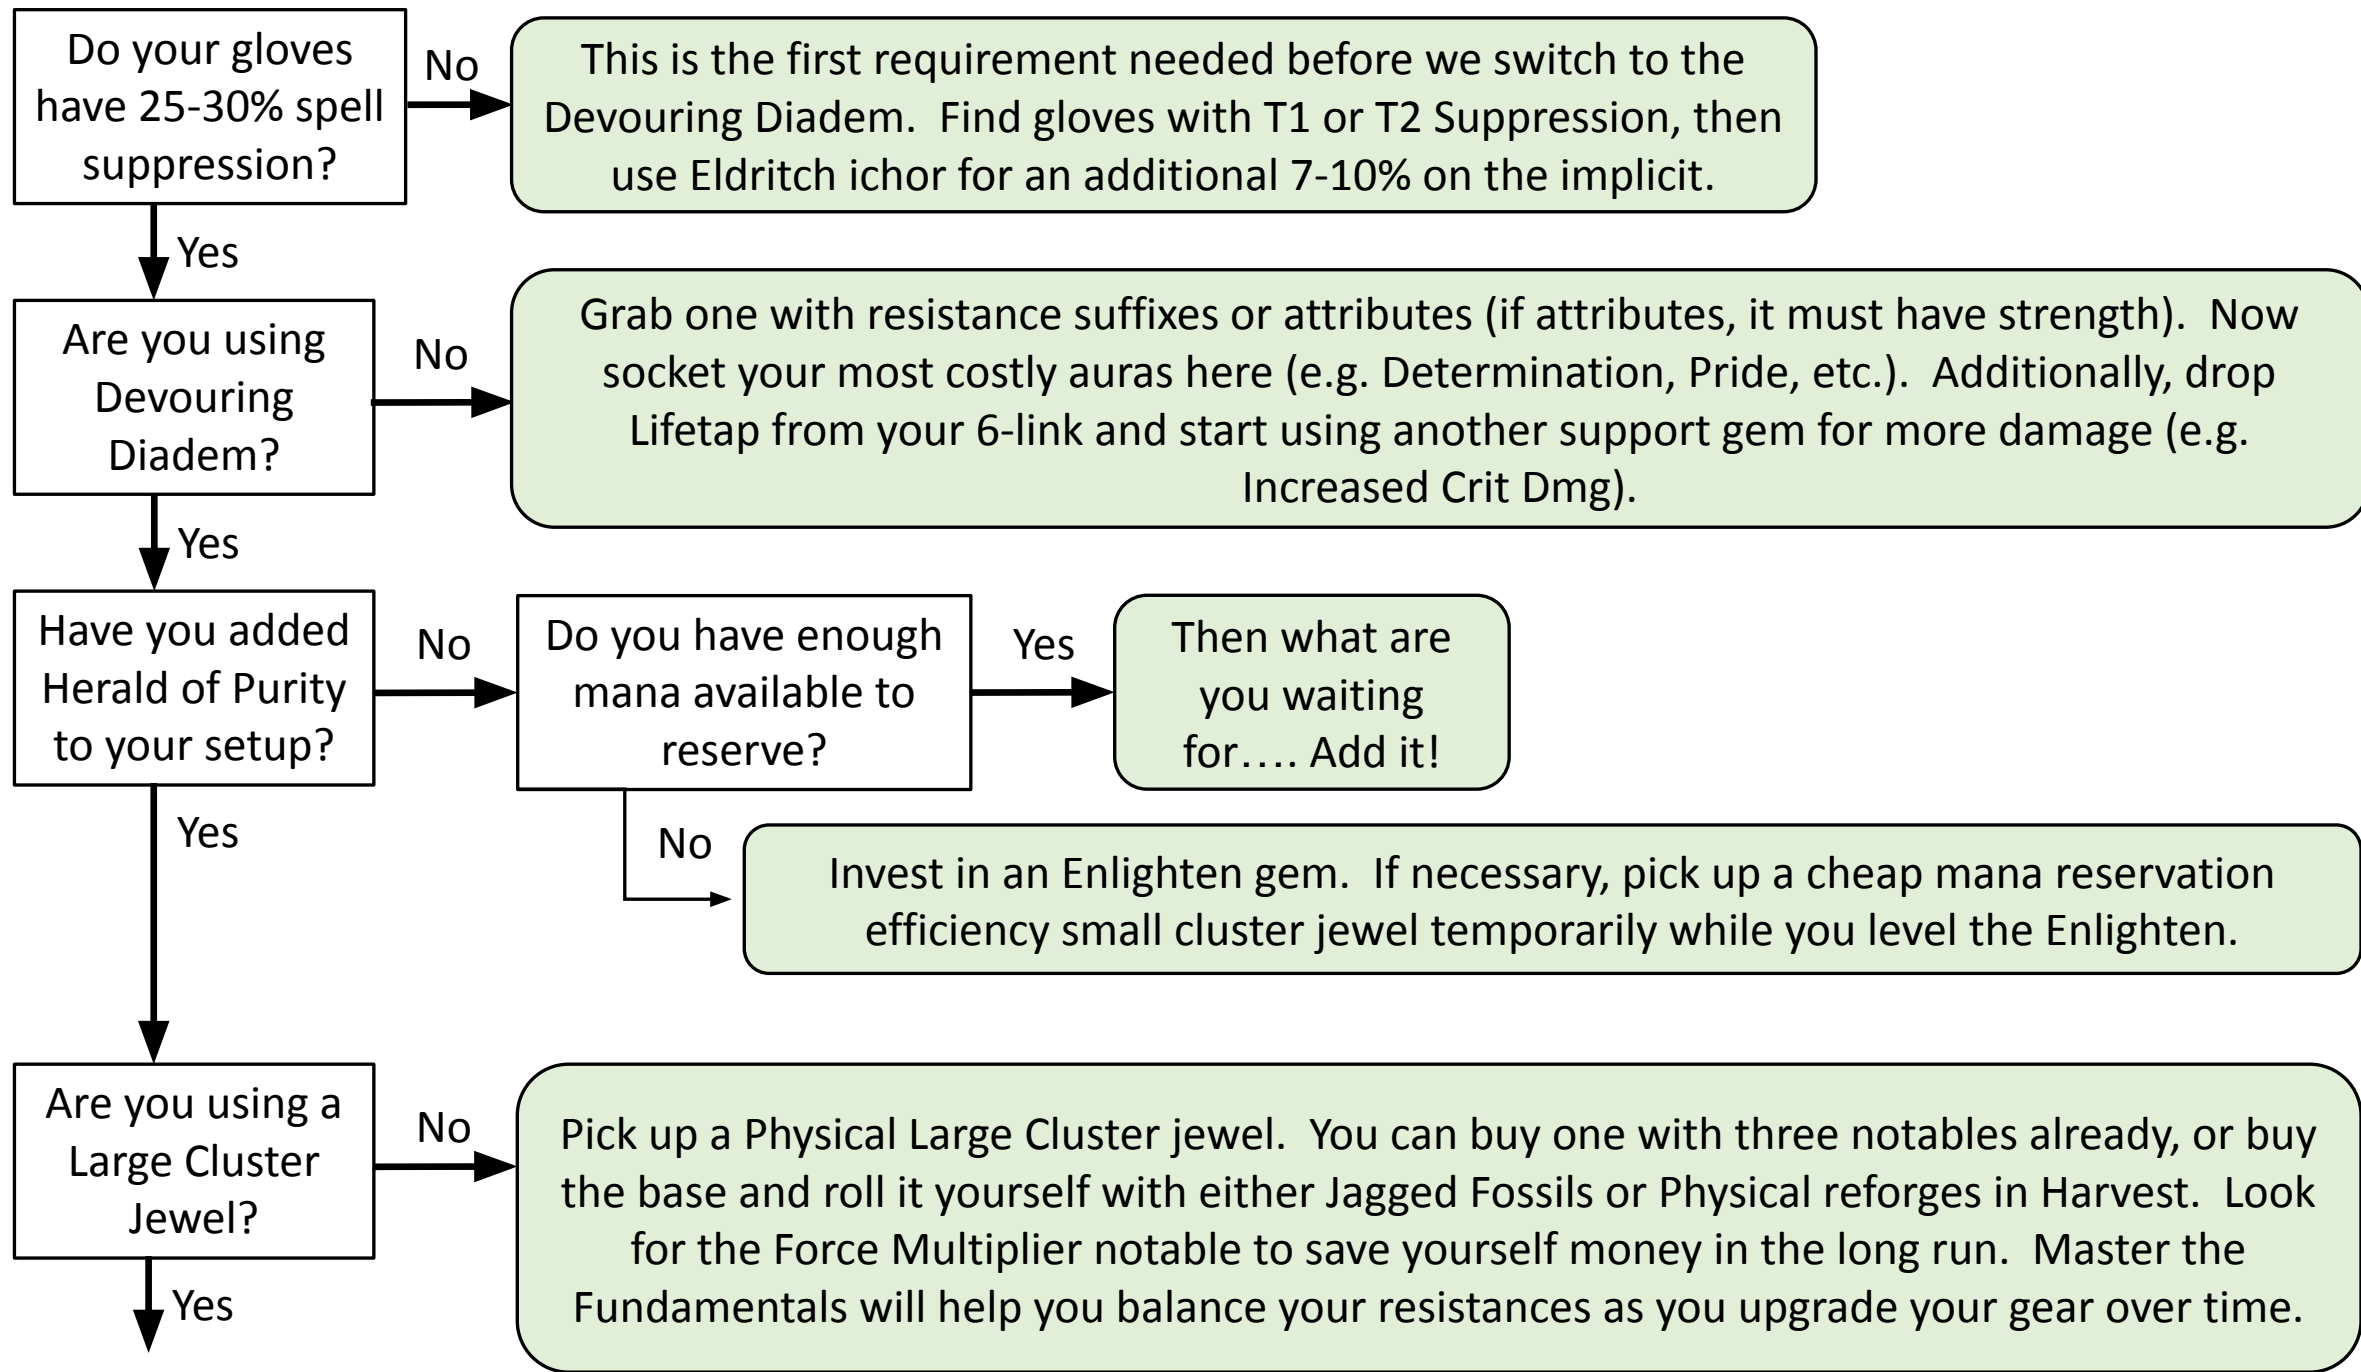 Do your gloves
have 25-30% spell
suppression?
No
This is the first requirement needed before we switch to the
Devouring Diadem.  Find gloves with T1 or T2 Suppression, then
use Eldritch ichor for an additional 7-10% on the implicit.
Yes
Are you using
Devouring
Diadem?
No
Grab one with resistance suffixes or attributes (if attributes, it must have strength).  Now
socket your most costly auras here (e.g. Determination, Pride, etc.).  Additionally, drop
Lifetap from your 6-link and start using another support gem for more damage (e.g.
Increased Crit Dmg).
Yes
Have you added
Herald of Purity
to your setup?
No
Do you have enough
mana available to
reserve?
Yes
Then what are
you waiting
for…. Add it!
No
Invest in an Enlighten gem.  If necessary, pick up a cheap mana reservation
efficiency small cluster jewel temporarily while you level the Enlighten.
Yes
Are you using a
Large Cluster
Jewel?
No
Pick up a Physical Large Cluster jewel.  You can buy one with three notables already, or buy
the base and roll it yourself with either Jagged Fossils or Physical reforges in Harvest.  Look
for the Force Multiplier notable to save yourself money in the long run.  Master the
Fundamentals will help you balance your resistances as you upgrade your gear over time.
Yes